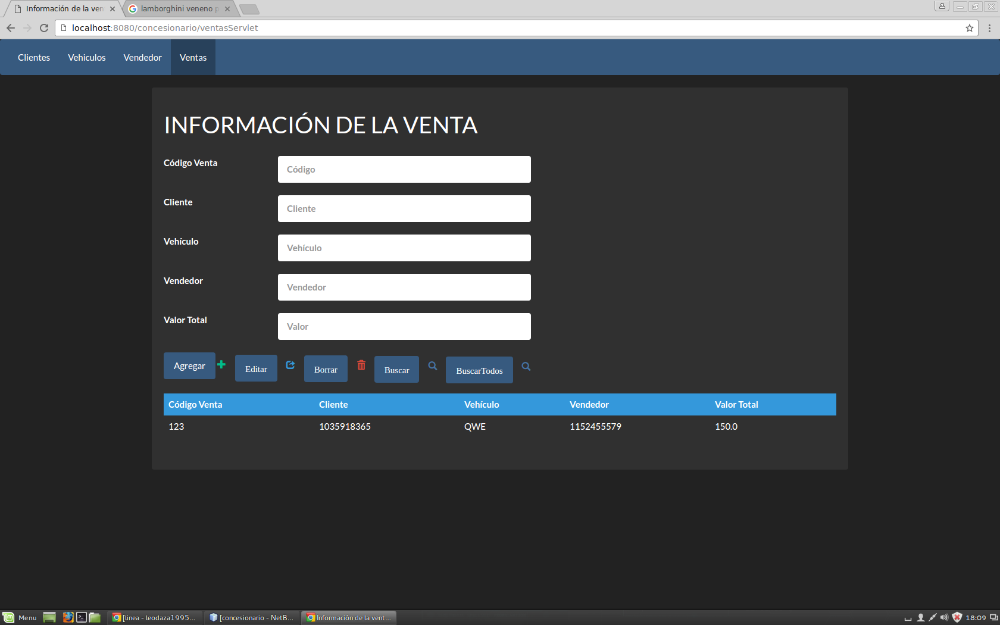 Información de la ven
lamborghini veneno p
localhost:8080/concesionario/ventasServlet
Clientes Vehiculos Vendedor Ventas
INFORMACIÓN DE LA VENTA
Código Venta Código
Cliente Cliente
Vehículo Vehículo
Vendedor Vendedor
Valor Total Valor
Agregar Editar Borrar Buscar BuscarTodos
Código Venta Cliente Vehículo Vendedor Valor Total
123 1035918365 QWE 1152455579 150.0
Menu [linea - leodaza1995... [concesionario - NetB... Información de la vent... 18:09